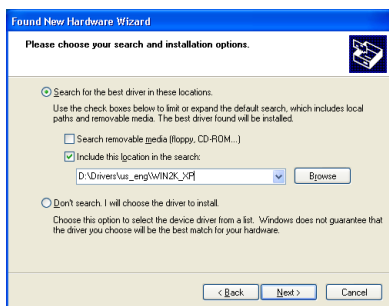 Found New Hardware Wizard
Please choose your search and installation options.
Search for the best driver in these locations.
Use the check boxes below to limit or expand the default search, which includes local
paths and removable media. The best driver found will be installed.
Search removable media (floppy, CD-ROM...)
Include this location in the search:
D:\Drivers\us_eng\WIN2K_XP
Browse
Don't search. I will choose the driver to install.
Choose this option to select the device driver from a list. Windows does not guarantee that
the driver you choose will be the best match for your hardware.
< Back Next > Cancel